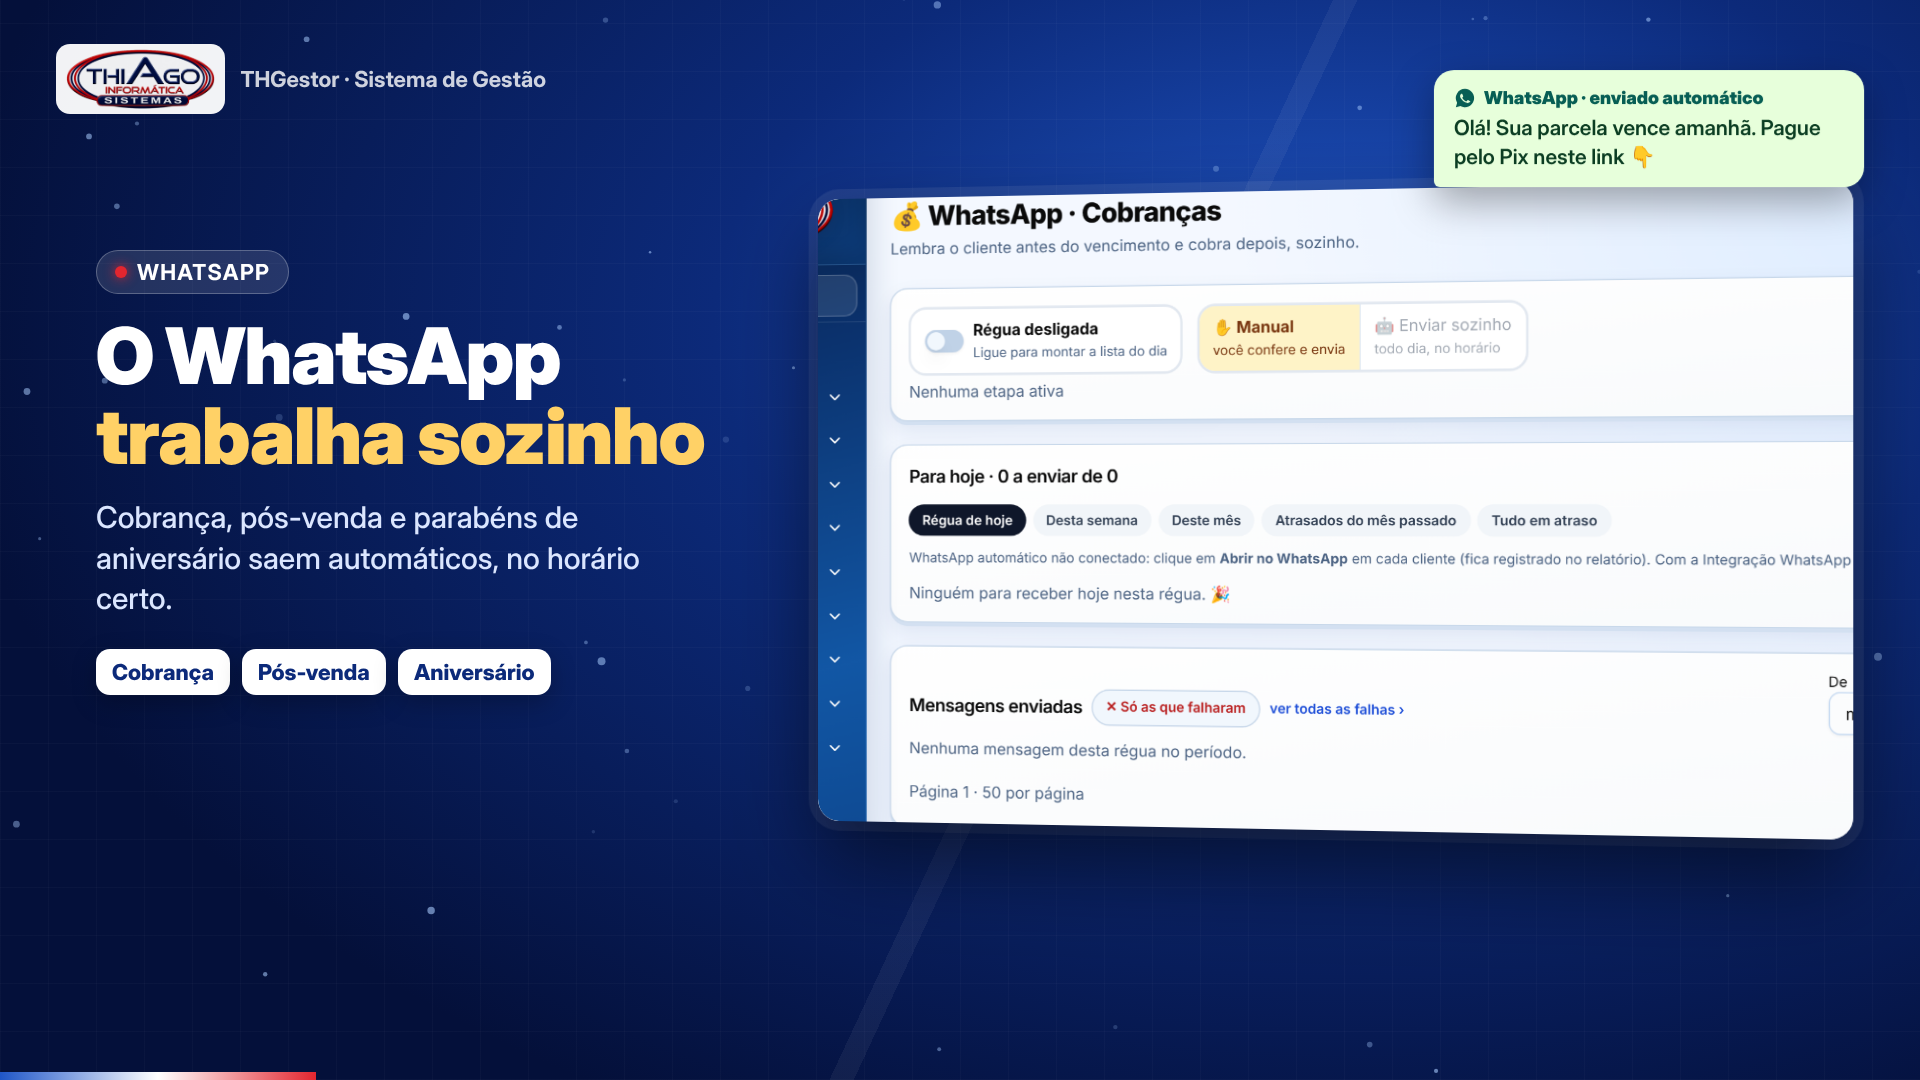 THIAGO
INFORMÁTICA
SISTEMAS
THGestor · Sistema de Gestão
WhatsApp · enviado automático
Olá! Sua parcela vence amanhã. Pague
pelo Pix neste link 👇
WHATSAPP
O WhatsApp
trabalha sozinho
Cobrança, pós-venda e parabéns de
aniversário saem automáticos, no horário
certo.
Cobrança Pós-venda Aniversário
💰 WhatsApp · Cobranças
Lembra o cliente antes do vencimento e cobra depois, sozinho.
Régua desligada
Ligue para montar a lista do dia
✋ Manual
você confere e envia
🤖 Enviar sozinho
todo dia, no horário
Nenhuma etapa ativa
Para hoje · 0 a enviar de 0
Régua de hoje Desta semana Deste mês Atrasados do mês passado Tudo em atraso
WhatsApp automático não conectado: clique em Abrir no WhatsApp em cada cliente (fica registrado no relatório). Com a Integração WhatsApp
Ninguém para receber hoje nesta régua. 🎉
De
Mensagens enviadas ✕ Só as que falharam ver todas as falhas ›
Nenhuma mensagem desta régua no período.
Página 1 · 50 por página